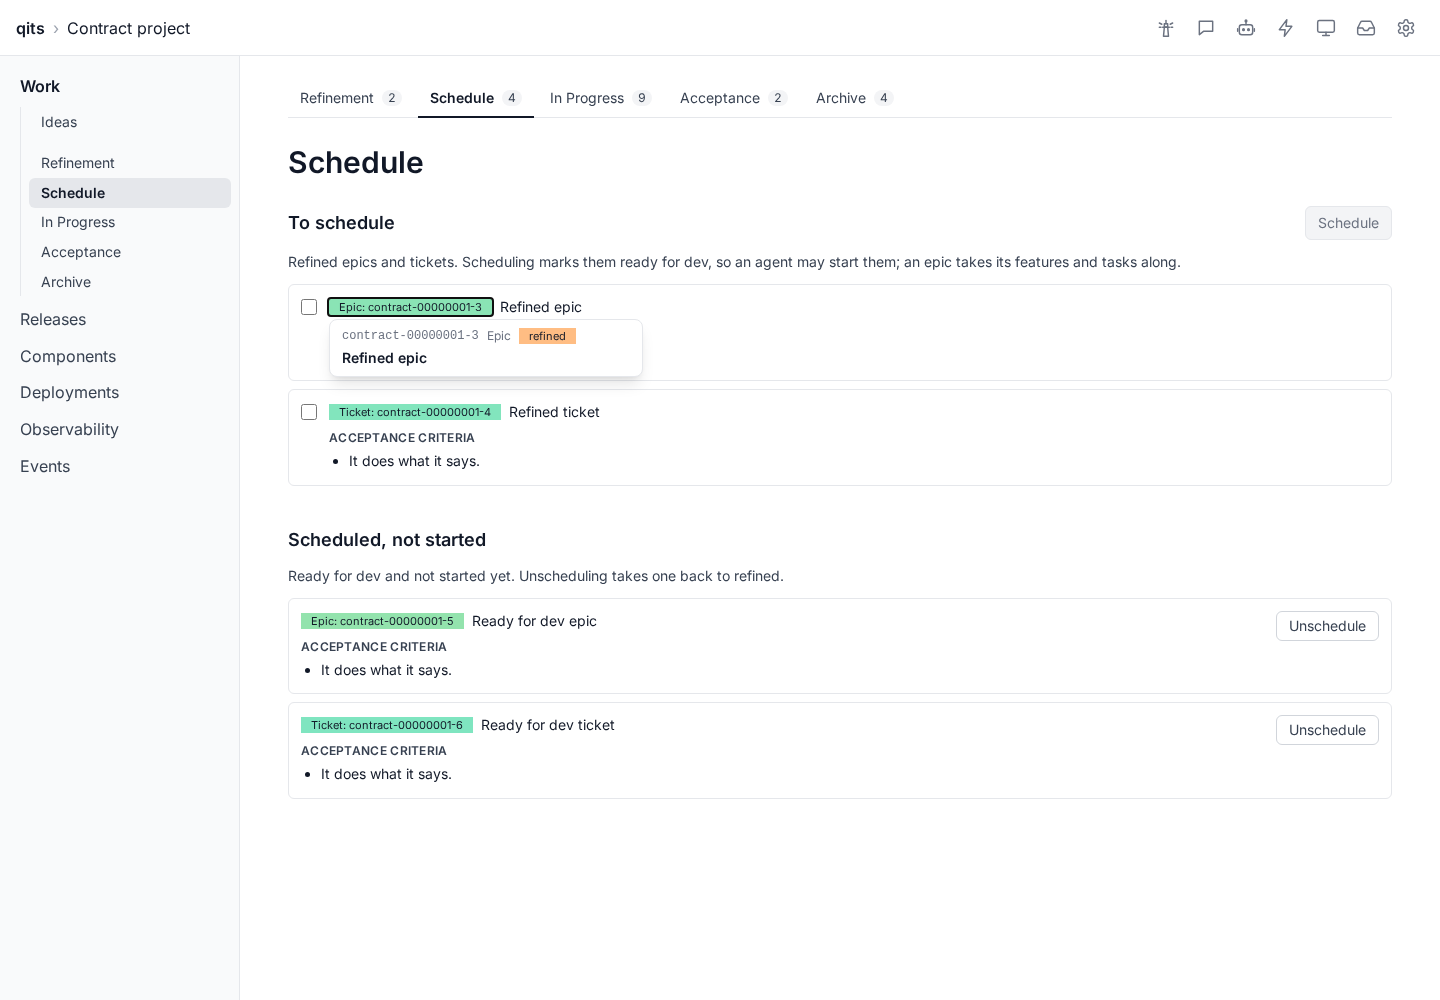 qits › Contract project
Work
Ideas
Refinement
Schedule
In Progress
Acceptance
Archive
Releases
Components
Deployments
Observability
Events
Refinement 2 Schedule 4 In Progress 9 Acceptance 2 Archive 4
Schedule
To schedule Schedule
Refined epics and tickets. Scheduling marks them ready for dev, so an agent may start them; an epic takes its features and tasks along.
Epic: contract-00000001-3 Refined epic
contract-00000001-3 Epic refined
Refined epic
Ticket: contract-00000001-4 Refined ticket
ACCEPTANCE CRITERIA
• It does what it says.
Scheduled, not started
Ready for dev and not started yet. Unscheduling takes one back to refined.
Epic: contract-00000001-5 Ready for dev epic Unschedule
ACCEPTANCE CRITERIA
• It does what it says.
Ticket: contract-00000001-6 Ready for dev ticket Unschedule
ACCEPTANCE CRITERIA
• It does what it says.